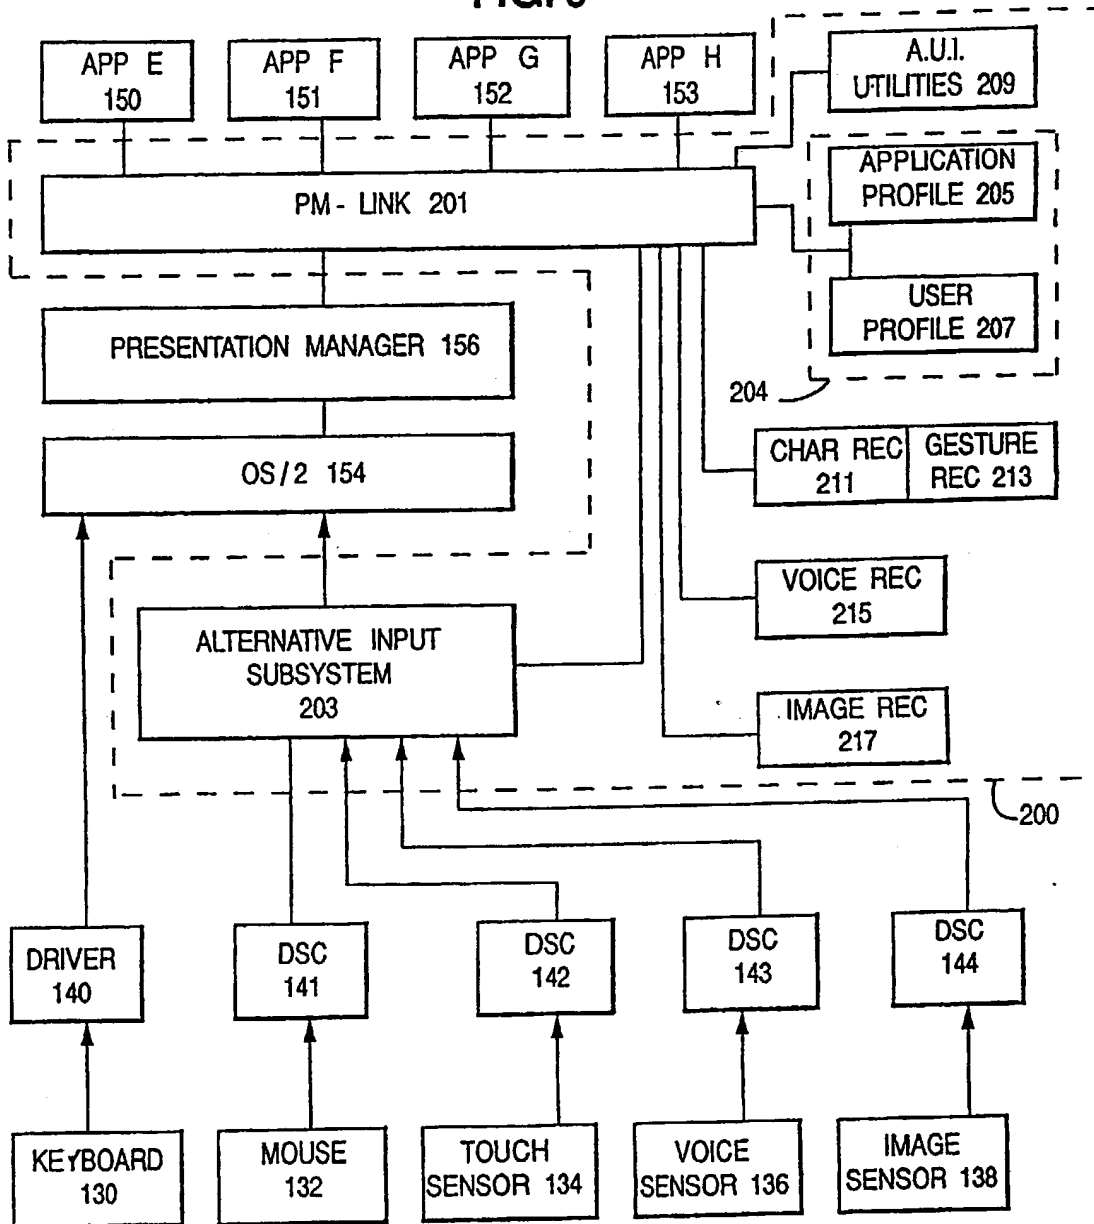 APP E
150
APP F
151
APP G
152
APP H
153
A.U.I.
UTILITIES 209
PM - LINK 201
APPLICATION
PROFILE 205
USER
PROFILE 207
204
PRESENTATION MANAGER 156
OS/2 154
CHAR REC
211
GESTURE
REC 213
VOICE REC
215
ALTERNATIVE INPUT
SUBSYSTEM
203
IMAGE REC
217
200
DRIVER
140
DSC
141
DSC
142
DSC
143
DSC
144
KEYBOARD
130
MOUSE
132
TOUCH
SENSOR 134
VOICE
SENSOR 136
IMAGE
SENSOR 138